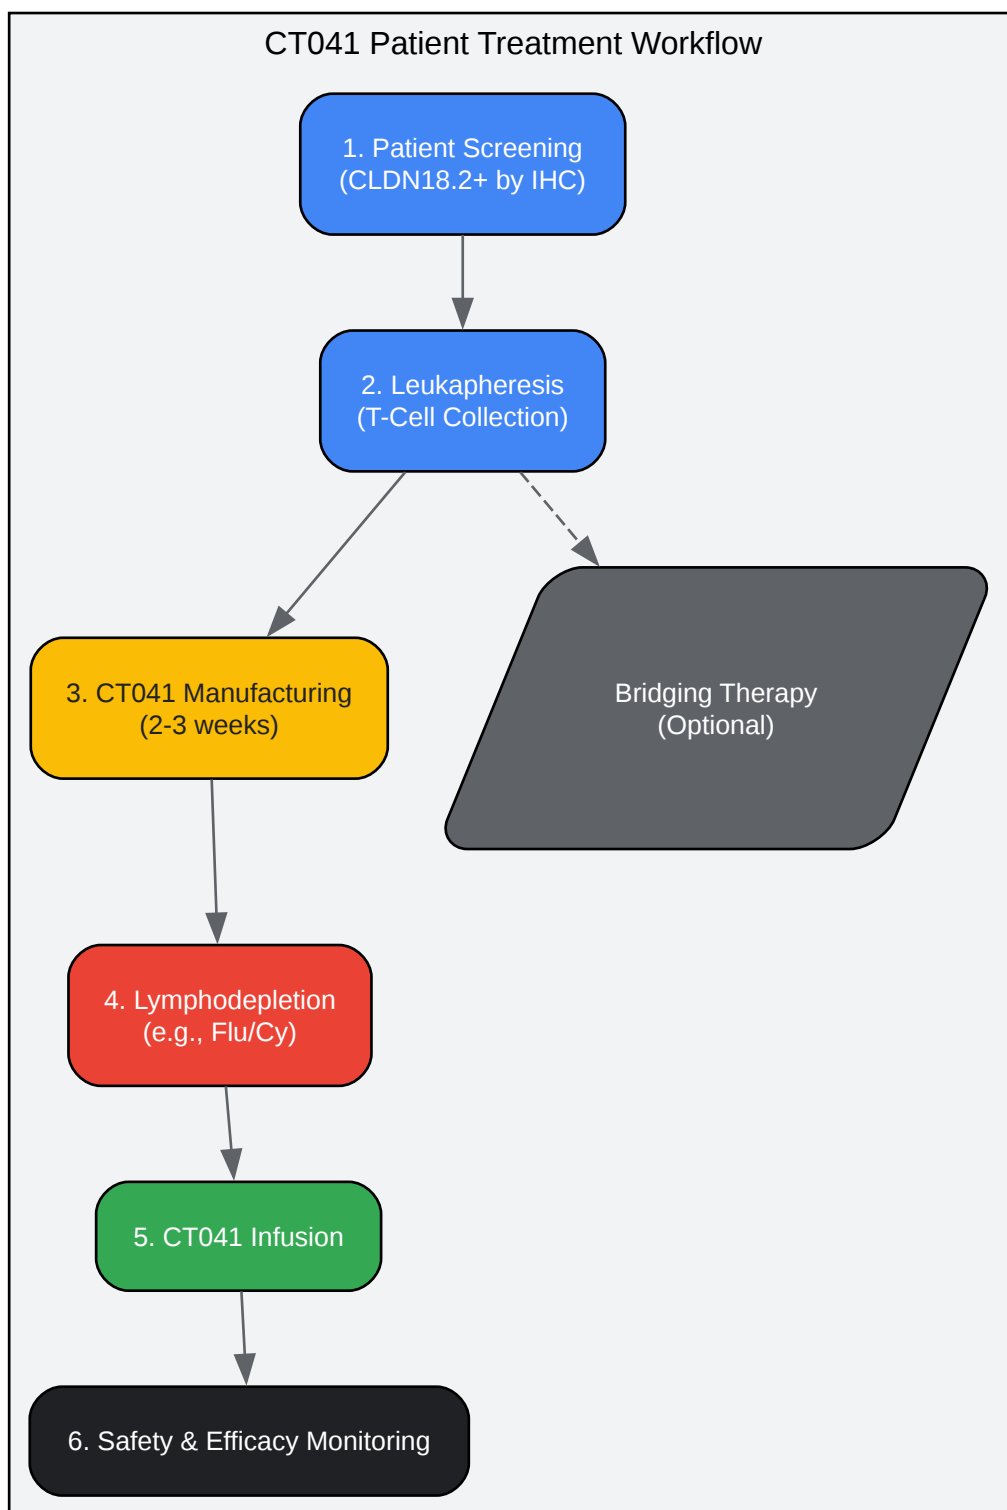 CT041 Patient Treatment Workflow
1. Patient Screening
(CLDN18.2+ by IHC)
2. Leukapheresis
(T-Cell Collection)
3. CT041 Manufacturing
(2-3 weeks)
Bridging Therapy
(Optional)
4. Lymphodepletion
(e.g., Flu/Cy)
5. CT041 Infusion
6. Safety & Efficacy Monitoring